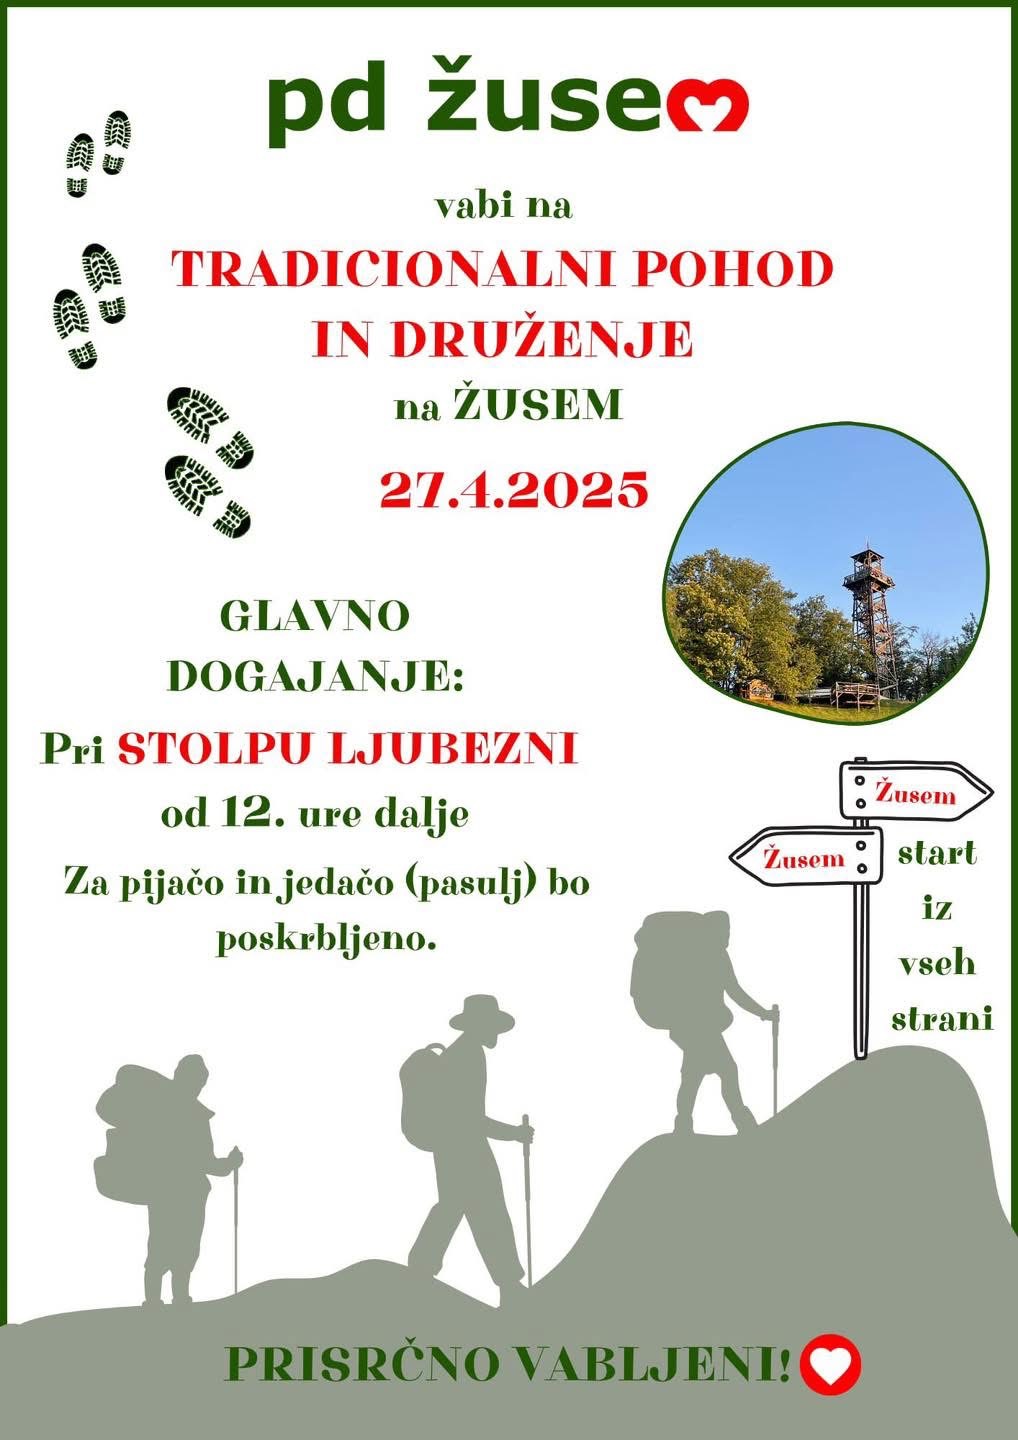 pd žusem
vabi na
TRADICIONALNI POHOD
IN DRUŽENJE
na ŽUSEM
27.4.2025
GLAVNO
DOGAJANJE:
Pri STOLPU LJUBEZNI
od 12. ure dalje
Za pijačo in jedačo (pasulj) bo
poskrbljeno.
Žusem
Žusem
start
iz
vseh
strani
PRISRČNO VABLJENI!